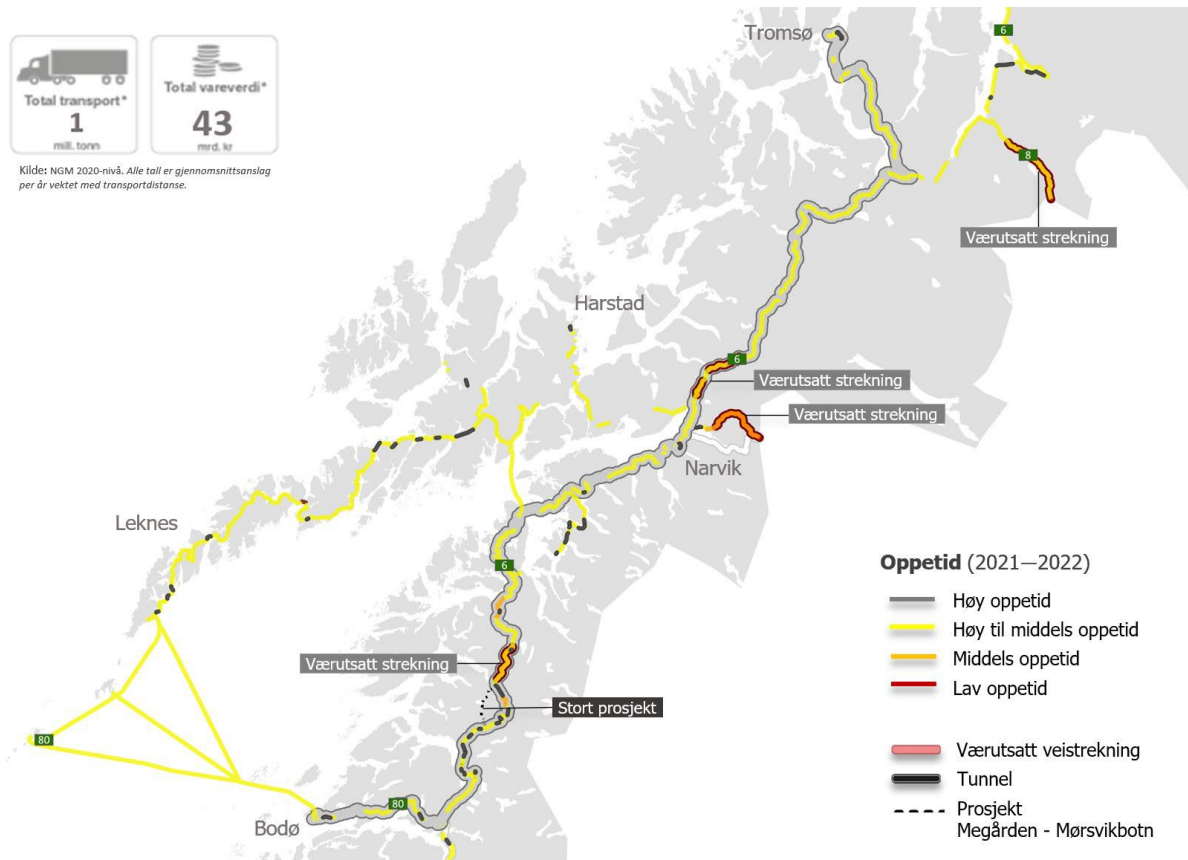 Total transport*
1
mill. tonn
Total vareverdi*
43
mrd. kr
Kilde: NGM 2020-nivå. Alle tall er gjennomsnittsanslag
per år vektet med transportdistanse.
Tromsø
6
8
Værutsatt strekning
Harstad
6
Værutsatt strekning
Værutsatt strekning
Narvik
Leknes
6
Værutsatt strekning
Stort prosjekt
80
80
Bodø
Oppetid (2021—2022)
Høy oppetid
Høy til middels oppetid
Middels oppetid
Lav oppetid
Værutsatt veistrekning
Tunnel
Prosjekt
Megården - Mørsvikbotn